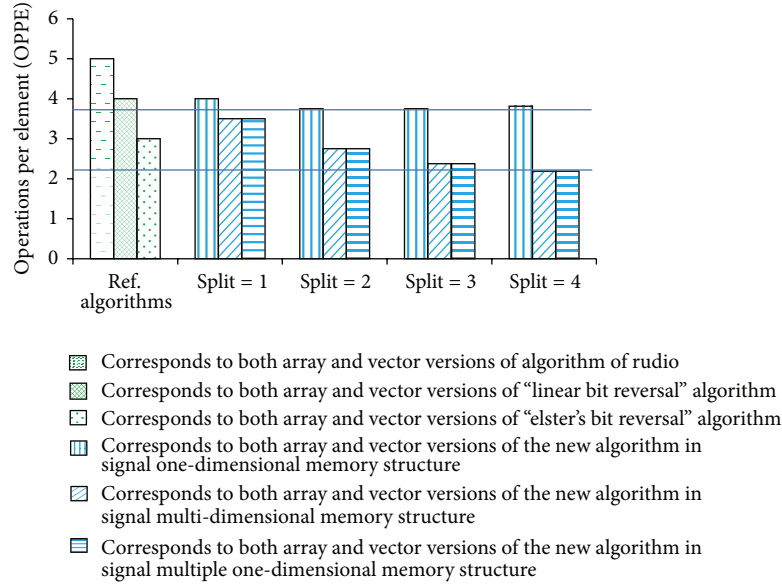 Operations per element (OPPE)
6
5
4
3
2
1
0
Ref.
algorithms
Split = 1
Split = 2
Split = 3
Split = 4
Corresponds to both array and vector versions of algorithm of rudio
Corresponds to both array and vector versions of “linear bit reversal” algorithm
Corresponds to both array and vector versions of “elster’s bit reversal” algorithm
Corresponds to both array and vector versions of the new algorithm in
signal one-dimensional memory structure
Corresponds to both array and vector versions of the new algorithm in
signal multi-dimensional memory structure
Corresponds to both array and vector versions of the new algorithm in
signal multiple one-dimensional memory structure